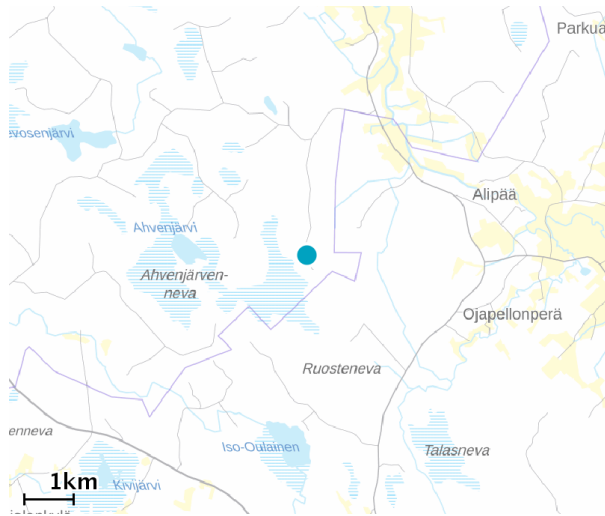 Parkua
evosenjärvi
Alipää
Ahvenjärvi
Ahvenjärven-
neva
Ojapellonperä
Ruosteneva
enneva
Iso-Oulainen
Talasneva
1km
Kivijärvi